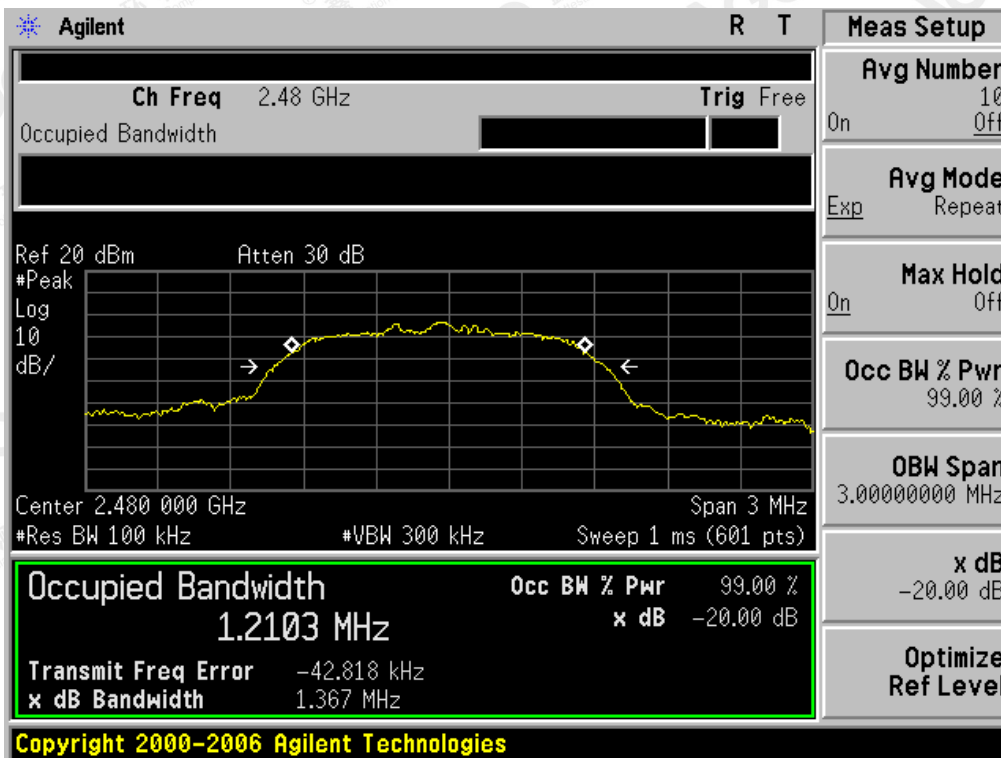 Agilent R T
Ch Freq 2.48 GHz Trig Free
Occupied Bandwidth
Ref 20 dBm Atten 30 dB
#Peak
Log
10
dB/
Center 2.480 000 GHz Span 3 MHz
#Res BW 100 kHz #VBW 300 kHz Sweep 1 ms (601 pts)
Occupied Bandwidth Occ BW % Pwr 99.00 %
1.2103 MHz x dB -20.00 dB
Transmit Freq Error -42.818 kHz
x dB Bandwidth 1.367 MHz
Copyright 2000-2006 Agilent Technologies
Meas Setup
Avg Number
10
On Off
Avg Mode
Exp Repeat
Max Hold
On Off
Occ BW % Pwr
99.00 %
OBW Span
3.00000000 MHz
x dB
-20.00 dB
Optimize
Ref Level